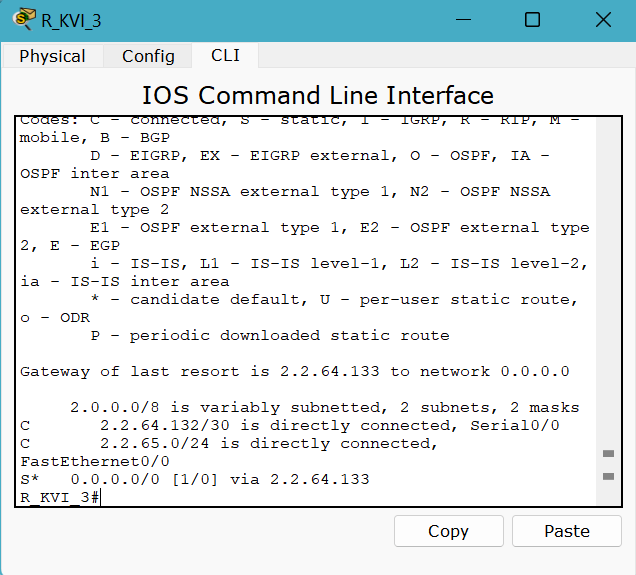 R_KVI_3
Physical Config CLI
IOS Command Line Interface
Codes: C - connected, S - static, I - IGRP, R - RIP, M -
mobile, B - BGP
D - EIGRP, EX - EIGRP external, O - OSPF, IA -
OSPF inter area
N1 - OSPF NSSA external type 1, N2 - OSPF NSSA
external type 2
E1 - OSPF external type 1, E2 - OSPF external type
2, E - EGP
i - IS-IS, L1 - IS-IS level-1, L2 - IS-IS level-2,
ia - IS-IS inter area
* - candidate default, U - per-user static route,
o - ODR
P - periodic downloaded static route
Gateway of last resort is 2.2.64.133 to network 0.0.0.0
2.0.0.0/8 is variably subnetted, 2 subnets, 2 masks
C 2.2.64.132/30 is directly connected, Serial0/0
C 2.2.65.0/24 is directly connected,
FastEthernet0/0
S* 0.0.0.0/0 [1/0] via 2.2.64.133
R_KVI_3#
Copy Paste